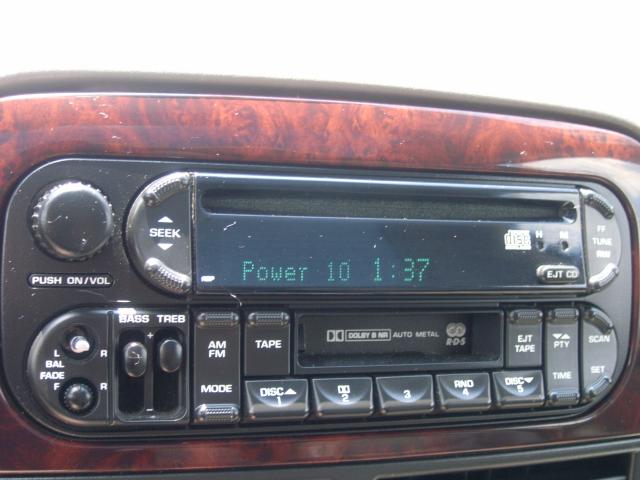 SEEK
disc
H M
FF
TUNE
RW
Power 10 1:37
EJT CD
PUSH ON/VOL
BASS TREB
L R
BAL
FADE
F R
AM
FM
MODE
TAPE
DOLBY B NR AUTO METAL
R·D·S
EJT
TAPE
PTY
TIME
SCAN
SET
DISC
1
2
3
RND
4
DISC
5